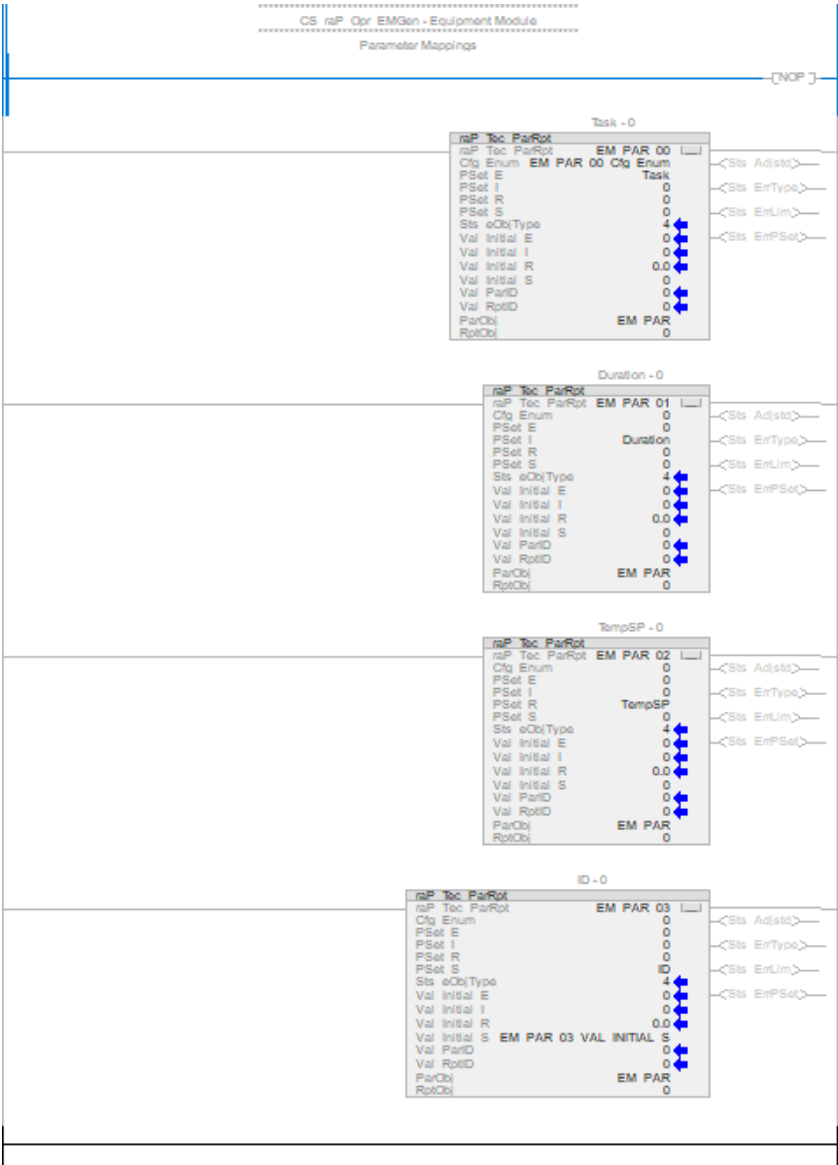 ****************************************************************
CS raP Opr EMGen - Equipment Module
****************************************************************
Parameter Mappings
NOP
Task - 0
raP Tec ParRpt
raP Tec ParRpt EM PAR 00 ...
Cfg Enum EM PAR 00 Cfg Enum Sts Adjstd
PSet E Task
PSet I 0 Sts ErrType
PSet R 0
PSet S 0 Sts ErrLim
Sts eObjType 4
Val Initial E 0 Sts ErrPSet
Val Initial I 0
Val Initial R 0.0
Val Initial S 0
Val ParID 0
Val RptID 0
ParObj EM PAR
RptObj 0
Duration - 0
raP Tec ParRpt
raP Tec ParRpt EM PAR 01 ...
Cfg Enum 0 Sts Adjstd
PSet E 0
PSet I Duration Sts ErrType
PSet R 0
PSet S 0 Sts ErrLim
Sts eObjType 4
Val Initial E 0 Sts ErrPSet
Val Initial I 0
Val Initial R 0.0
Val Initial S 0
Val ParID 0
Val RptID 0
ParObj EM PAR
RptObj 0
TempSP - 0
raP Tec ParRpt
raP Tec ParRpt EM PAR 02 ...
Cfg Enum 0 Sts Adjstd
PSet E 0
PSet I 0 Sts ErrType
PSet R TempSP
PSet S 0 Sts ErrLim
Sts eObjType 4
Val Initial E 0 Sts ErrPSet
Val Initial I 0
Val Initial R 0.0
Val Initial S 0
Val ParID 0
Val RptID 0
ParObj EM PAR
RptObj 0
ID - 0
raP Tec ParRpt
raP Tec ParRpt EM PAR 03 ...
Cfg Enum 0 Sts Adjstd
PSet E 0
PSet I 0 Sts ErrType
PSet R 0
PSet S ID Sts ErrLim
Sts eObjType 4
Val Initial E 0 Sts ErrPSet
Val Initial I 0
Val Initial R 0.0
Val Initial S EM PAR 03 VAL INITIAL S
Val ParID 0
Val RptID 0
ParObj EM PAR
RptObj 0